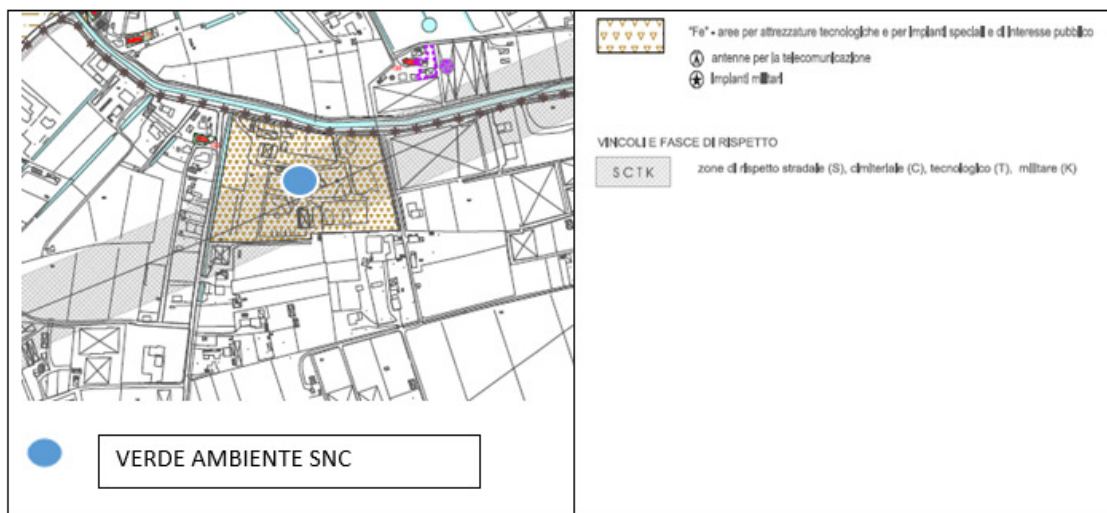 VERDE AMBIENTE SNC
"Fe" - aree per attrezzature tecnologiche e per impianti speciali e di interesse pubblico
antenne per la telecomunicazione
impianti militari
VINCOLI E FASCE DI RISPETTO
S C T K
zone di rispetto stradale (S), cimiteriale (C), tecnologico (T), militare (K)